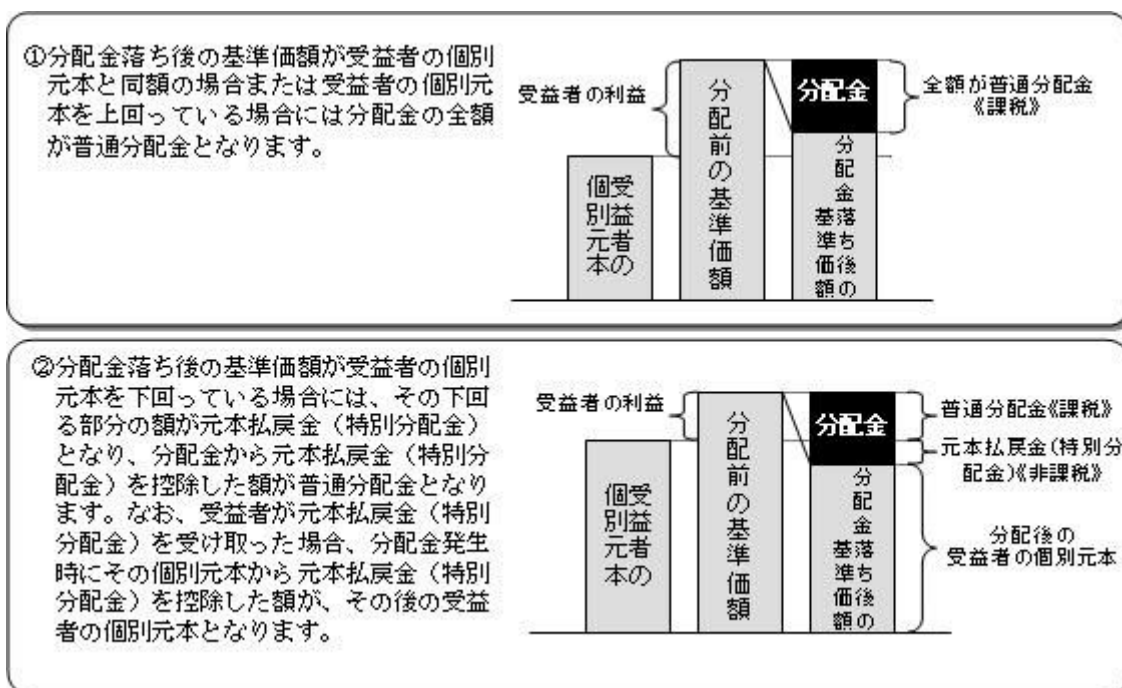 ①分配金落ち後の基準価額が受益者の個別
元本と同額の場合または受益者の個別元
本を上回っている場合には分配金の全額
が普通分配金となります。
受益者の利益
受益者の
個別元本
分配前の基準価額
分配金
分配金落ち後の
基準価額
全額が普通分配金
《課税》
②分配金落ち後の基準価額が受益者の個別
元本を下回っている場合には、その下回
る部分の額が元本払戻金（特別分配金）
となり、分配金から元本払戻金（特別分
配金）を控除した額が普通分配金となり
ます。なお、受益者が元本払戻金（特別
分配金）を受け取った場合、分配金発生
時にその個別元本から元本払戻金（特別
分配金）を控除した額が、その後の受益
者の個別元本となります。
受益者の利益
受益者の
個別元本
分配前の基準価額
分配金
分配金落ち後の
基準価額
普通分配金《課税》
元本払戻金(特別分
配金)《非課税》
分配後の
受益者の個別元本